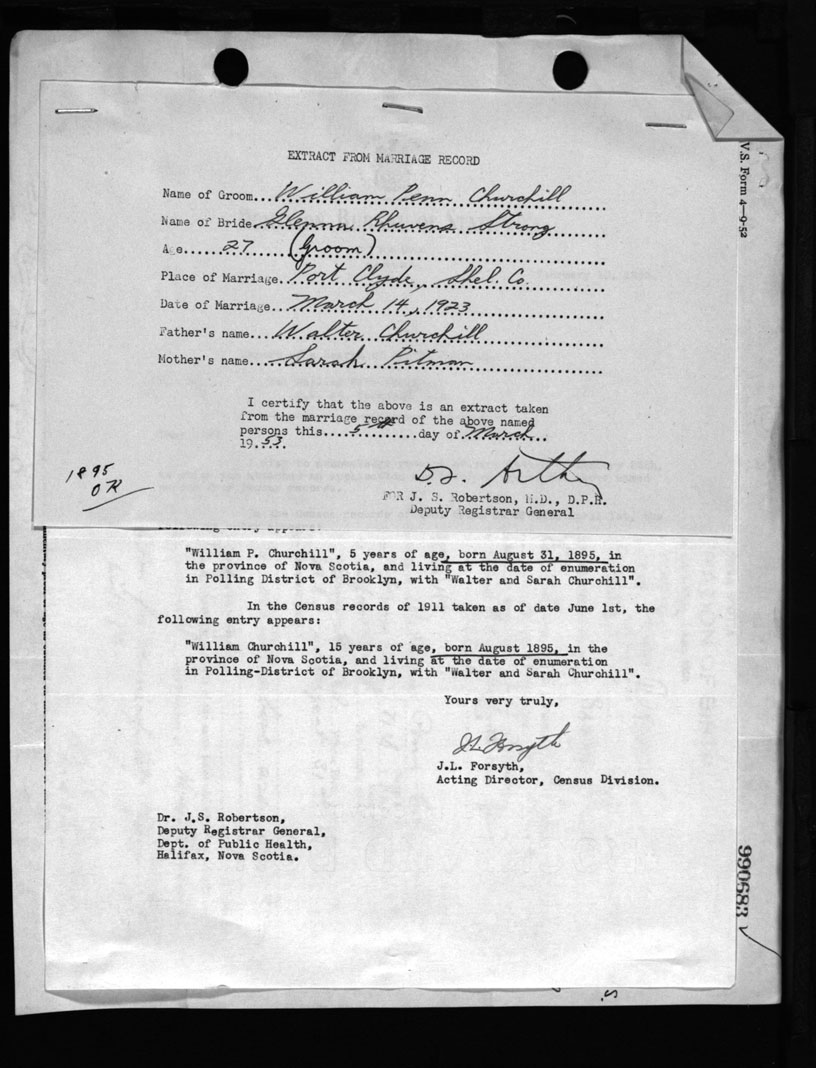 EXTRACT FROM MARRIAGE RECORD
Name of Groom... William Penn Churchill
Name of Bride Glenna Rhuvena Strong
Age...... 27 (Groom)
Place of Marriage. Port Clyde, Shel. Co.
Date of Marriage... March 14, 1923
Father's name... Walter Churchill
Mother's name.... Sarah Pitman
I certify that the above is an extract taken
from the marriage record of the above named
persons this.....5th.......day of March...
19.53.
1895
OK
FOR J. S. Robertson, M.D., D.P.H.
Deputy Registrar General
following entry appears:
"William P. Churchill", 5 years of age, born August 31, 1895, in
the province of Nova Scotia, and living at the date of enumeration
in Polling District of Brooklyn, with "Walter and Sarah Churchill".
In the Census records of 1911 taken as of date June 1st, the
following entry appears:
"William Churchill", 15 years of age, born August 1895, in the
province of Nova Scotia, and living at the date of enumeration
in Polling-District of Brooklyn, with "Walter and Sarah Churchill".
Yours very truly,
J L Forsyth
J.L. Forsyth,
Acting Director, Census Division.
Dr. J.S. Robertson,
Deputy Registrar General,
Dept. of Public Health,
Halifax, Nova Scotia.
V.S. Form 4—9-52
990683